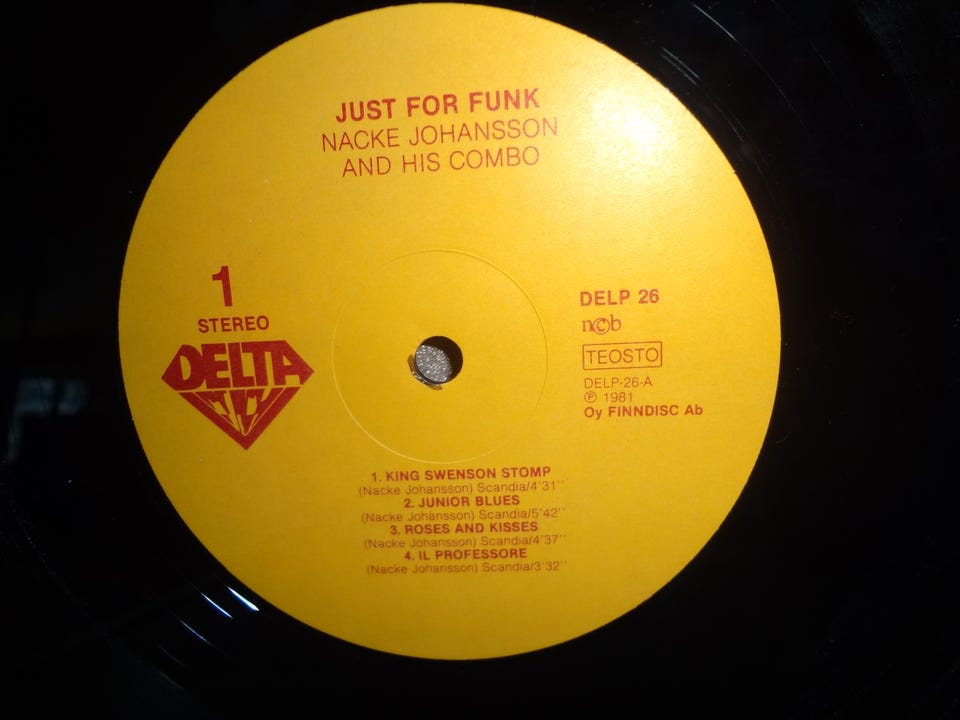 JUST FOR FUNK
NACKE JOHANSSON
AND HIS COMBO
1
STEREO
DELTA
DELP 26
n©b
TEOSTO
DELP-26-A
℗ 1981
Oy FINNDISC Ab
1. KING SWENSON STOMP
(Nacke Johansson) Scandia/4'31''
2. JUNIOR BLUES
(Nacke Johansson) Scandia/5'42''
3. ROSES AND KISSES
(Nacke Johansson) Scandia/4'37''
4. IL PROFESSORE
(Nacke Johansson) Scandia/3'32''